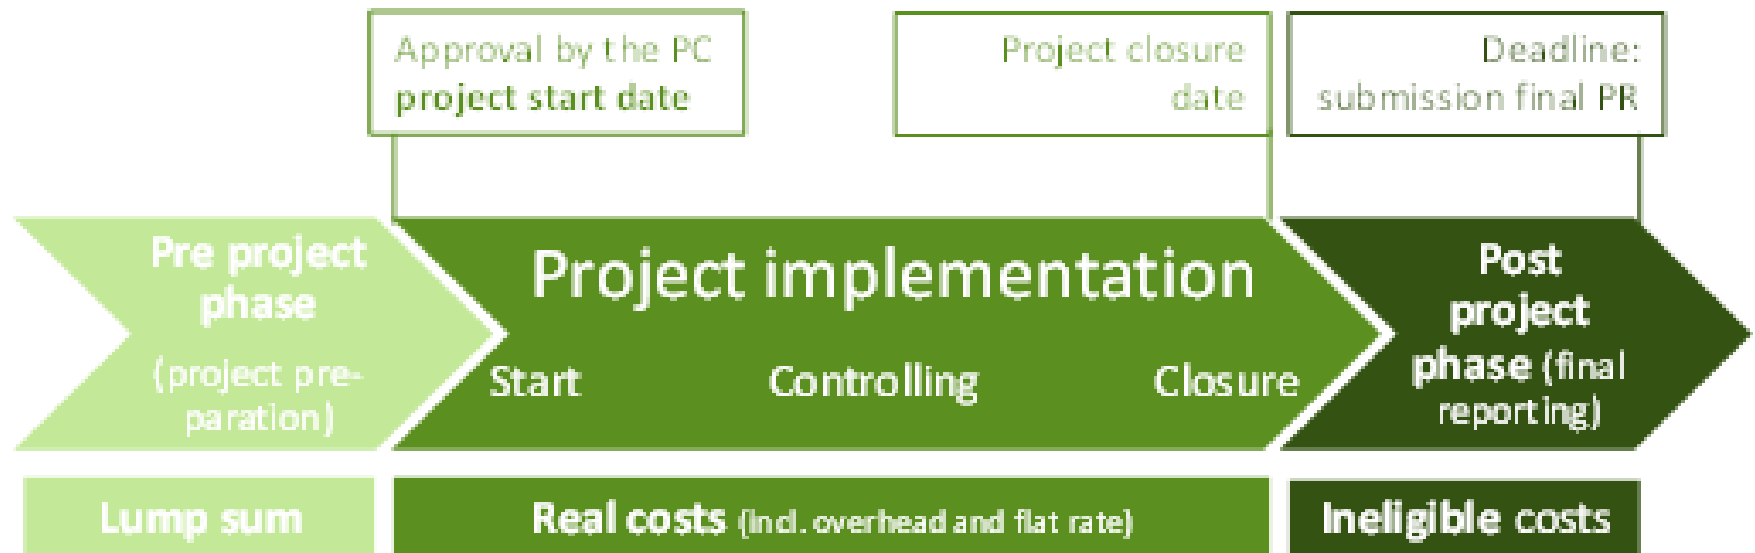 Approval by the PC
project start date
Project closure
date
Deadline:
submission final PR
Pre project
phase
(project pre-
paration)
Project implementation
Start Controlling Closure
Post
project
phase (final
reporting)
Lump sum
Real costs (incl. overhead and flat rate)
Ineligible costs